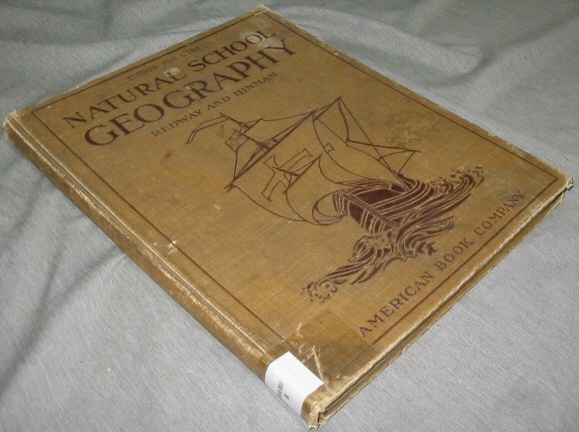 NATURAL SCHOOL
GEOGRAPHY
REDWAY AND HINMAN
AMERICAN BOOK COMPANY